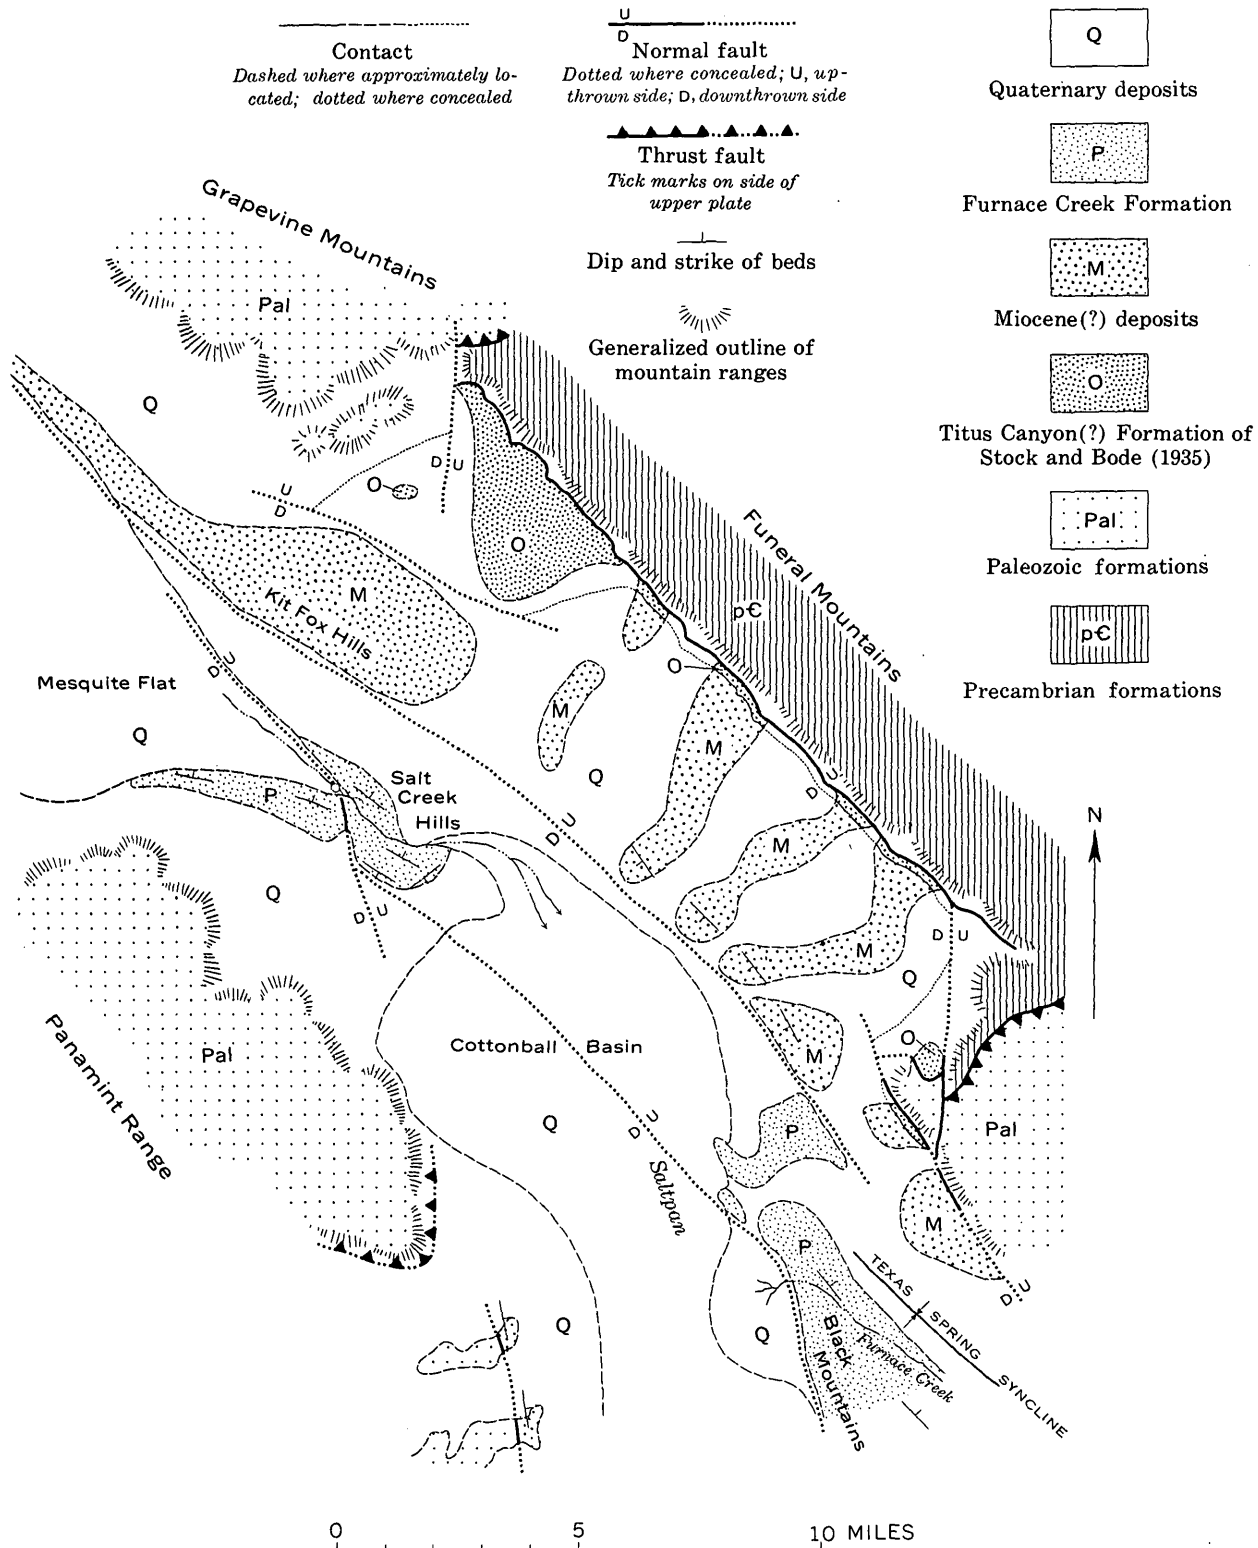 Contact
Dashed where approximately lo-
cated; dotted where concealed
U
D
Normal fault
Dotted where concealed; U, up-
thrown side; D, downthrown side
Thrust fault
Tick marks on side of
upper plate
Dip and strike of beds
Generalized outline of
mountain ranges
Q
Quaternary deposits
P
Furnace Creek Formation
M
Miocene(?) deposits
O
Titus Canyon(?) Formation of
Stock and Bode (1935)
Pal
Paleozoic formations
pЄ
Precambrian formations
Grapevine Mountains
Pal
Q
D U
O
U
D
O
Funeral Mountains
M
Kit Fox Hills
pЄ
O
U
D
Mesquite Flat
M
Q
M
Q
P
Salt
Creek
Hills
U
D
U
D
M
N
Q
D U
D U
M
Q
Panamint Range
Pal
Cottonball Basin
M
O
Q
U
D
P
Pal
Saltpan
M
P
TEXAS SPRING SYNCLINE
U
D
Q
Q
Black
Mountains
Furnace Creek
0 5 10 MILES